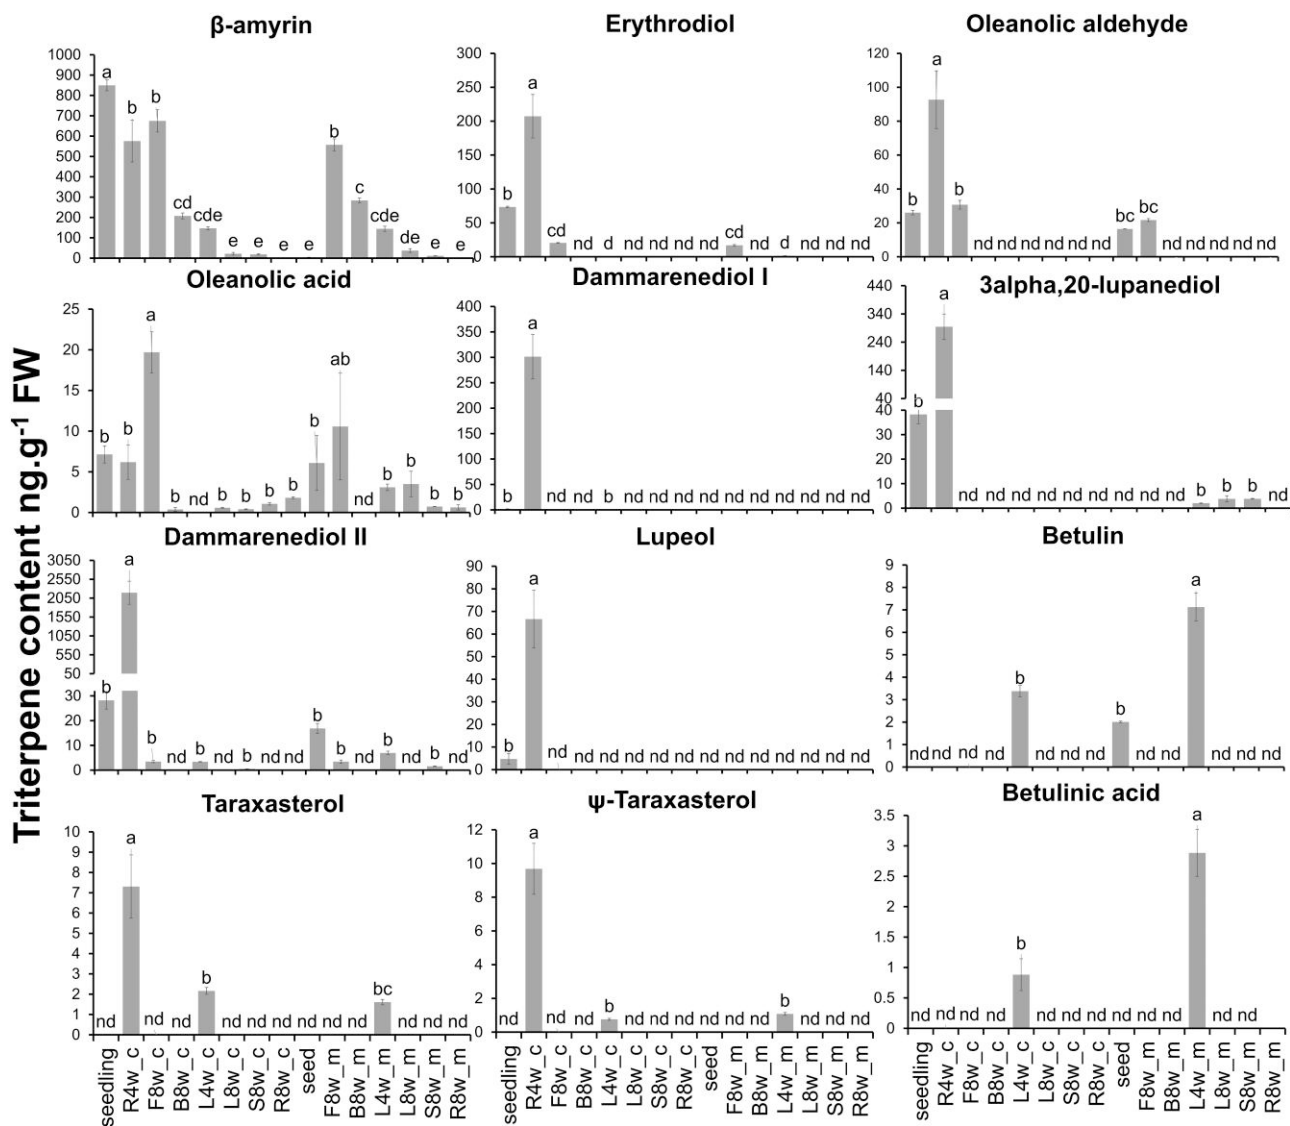 Triterpene content ng.g-1 FW
β-amyrin
1000
900
800
700
600
500
400
300
200
100
0
a b b cd cde e e e e b c cde de e e
Erythrodiol
300
250
200
150
100
50
0
b a cd nd d nd nd nd nd cd nd d nd nd nd
Oleanolic aldehyde
120
100
80
60
40
20
0
b a b nd nd nd nd nd bc bc nd nd nd nd nd
Oleanolic acid
25
20
15
10
5
0
b b a b nd b b b b b ab nd b b b b
Dammarenediol I
400
350
300
250
200
150
100
50
0
b a nd nd b nd nd nd nd nd nd nd nd nd nd
3alpha,20-lupanediol
440
340
240
140
40
40
30
20
10
0
b a nd nd nd nd nd nd nd nd nd b b b nd
Dammarenediol II
3050
2550
2050
1550
1050
550
50
30
20
10
0
b a b nd b nd b nd nd b b nd b nd b nd
Lupeol
90
80
70
60
50
40
30
20
10
0
b a nd nd nd nd nd nd nd nd nd nd nd nd nd
Betulin
9
8
7
6
5
4
3
2
1
0
nd nd nd nd b nd nd nd b nd nd a nd nd nd
Taraxasterol
10
9
8
7
6
5
4
3
2
1
0
nd a nd nd b nd nd nd nd nd nd bc nd nd nd
seedling
R4w_c
F8w_c
B8w_c
L4w_c
L8w_c
S8w_c
R8w_c
seed
F8w_m
B8w_m
L4w_m
L8w_m
S8w_m
R8w_m
ψ-Taraxasterol
12
10
8
6
4
2
0
nd a nd nd b nd nd nd nd nd nd b nd nd nd
seedling
R4w_c
F8w_c
B8w_c
L4w_c
L8w_c
S8w_c
R8w_c
seed
F8w_m
B8w_m
L4w_m
L8w_m
S8w_m
R8w_m
Betulinic acid
3.5
3
2.5
2
1.5
1
0.5
0
nd nd nd nd b nd nd nd nd nd nd a nd nd
seedling
R4w_c
F8w_c
B8w_c
L4w_c
L8w_c
S8w_c
R8w_c
seed
F8w_m
B8w_m
L4w_m
L8w_m
S8w_m
R8w_m